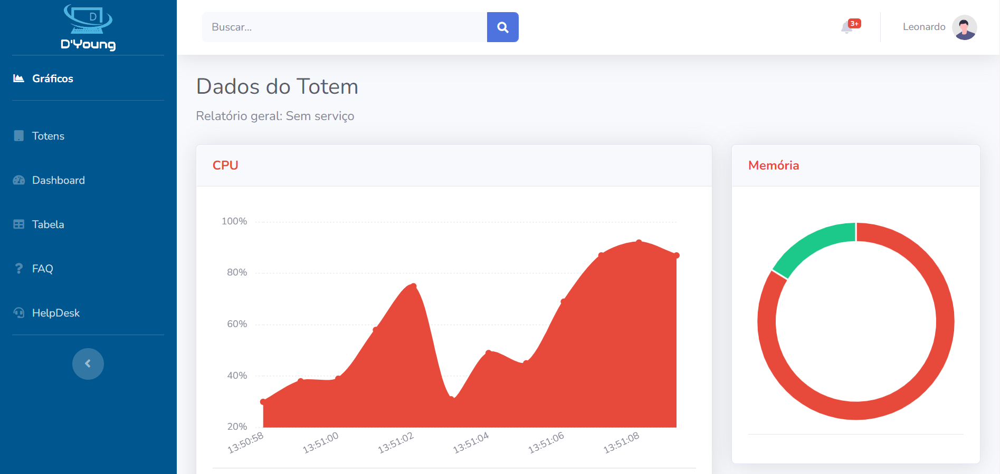 D
D'Young
Gráficos
Totens
Dashboard
Tabela
FAQ
HelpDesk
Buscar...
3+
Leonardo
Dados do Totem
Relatório geral: Sem serviço
CPU
100%
80%
60%
40%
20%
13:50:58
13:51:00
13:51:02
13:51:04
13:51:06
13:51:08
Memória